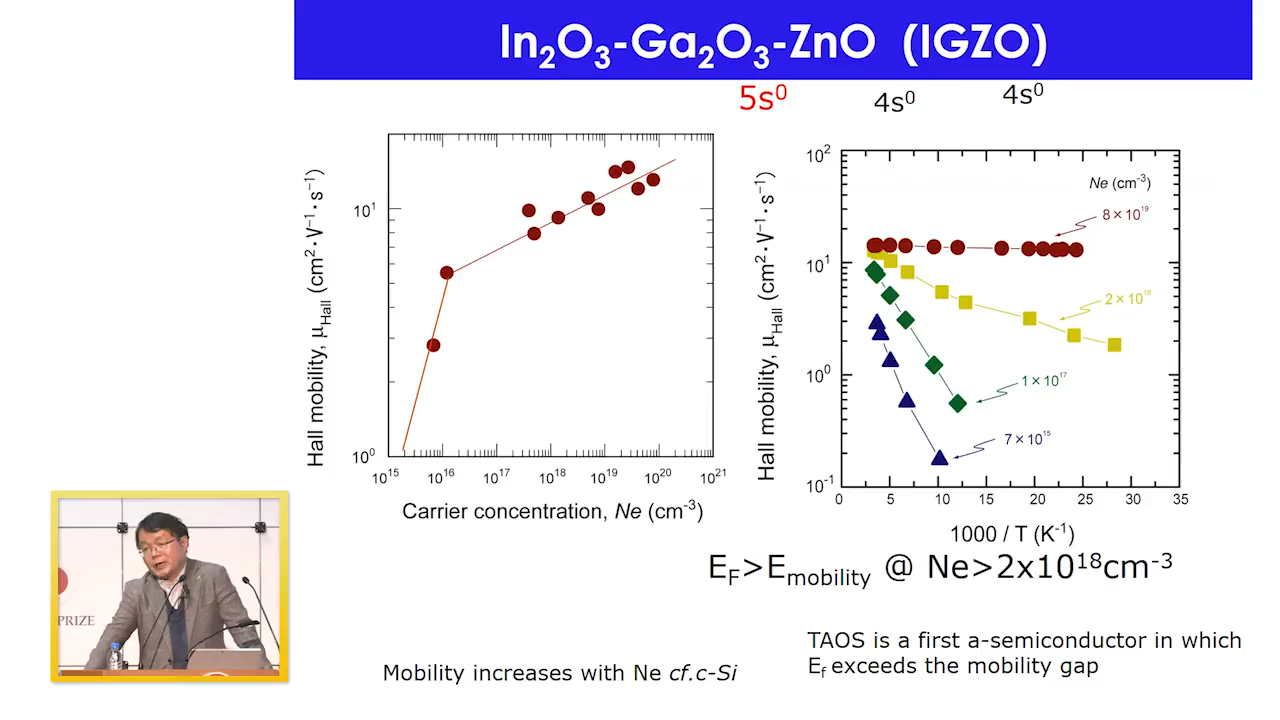 In₂O₃-Ga₂O₃-ZnO (IGZO)
5s⁰ 4s⁰ 4s⁰
Hall mobility, μHall (cm²・V⁻¹・s⁻¹)
10¹
10⁰
10¹⁵ 10¹⁶ 10¹⁷ 10¹⁸ 10¹⁹ 10²⁰ 10²¹
Carrier concentration, Ne (cm⁻³)
Hall mobility, μHall (cm²・V⁻¹・s⁻¹)
10²
10¹
10⁰
10⁻¹
Ne (cm⁻³)
8×10¹⁹
1×10¹⁷
7×10¹⁵
0 5 10 15 20 25 30 35
1000 / T (K⁻¹)
EF>Emobility @ Ne>2x10¹⁸cm⁻³
TAOS is a first a-semiconductor in which
Ef exceeds the mobility gap
Mobility increases with Ne cf.c-Si
PRIZE